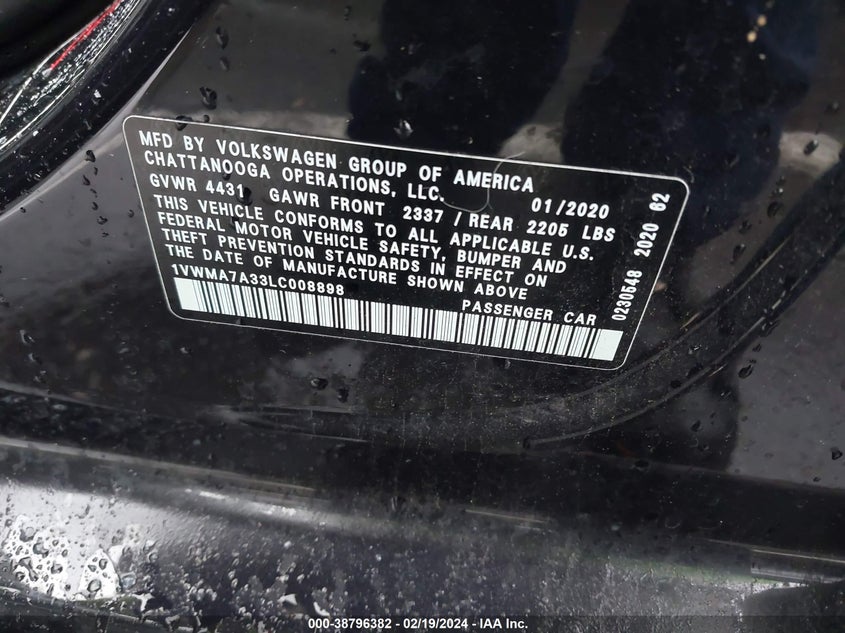 MFD BY VOLKSWAGEN GROUP OF AMERICA
CHATTANOOGA OPERATIONS, LLC.
01/2020
GVWR 4431 GAWR FRONT 2337 / REAR 2205 LBS
THIS VEHICLE CONFORMS TO ALL APPLICABLE U.S.
FEDERAL MOTOR VEHICLE SAFETY, BUMPER AND
THEFT PREVENTION STANDARDS IN EFFECT ON
THE DATE OF MANUFACTURE SHOWN ABOVE
1VWMA7A33LC008898
PASSENGER CAR
0230548 2020 62
000-38796382 - 02/19/2024 - IAA Inc.